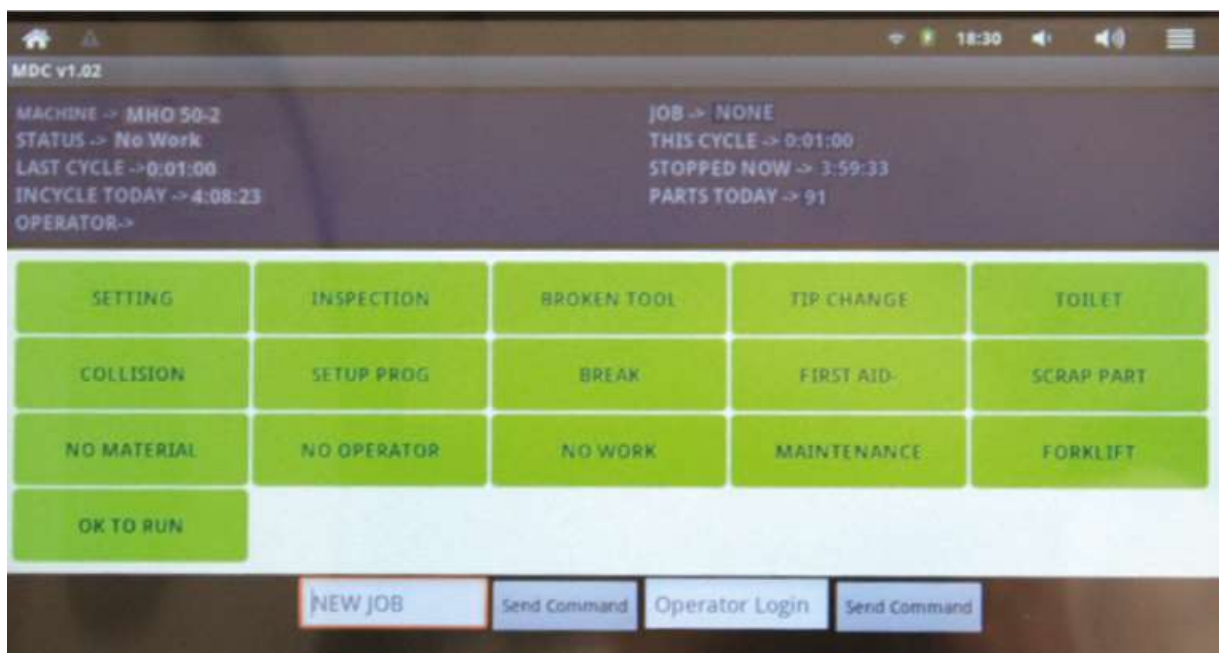 18:30
MDC v1.02
MACHINE -> MHO 50-2
STATUS -> No Work
LAST CYCLE ->0:01:00
INCYCLE TODAY ->4:08:23
OPERATOR->
JOB -> NONE
THIS CYCLE -> 0:01:00
STOPPED NOW -> 3:59:33
PARTS TODAY -> 91
SETTING INSPECTION BROKEN TOOL TIP CHANGE TOILET
COLLISION SETUP PROG BREAK FIRST AID- SCRAP PART
NO MATERIAL NO OPERATOR NO WORK MAINTENANCE FORKLIFT
OK TO RUN
NEW JOB Send Command Operator Login Send Command